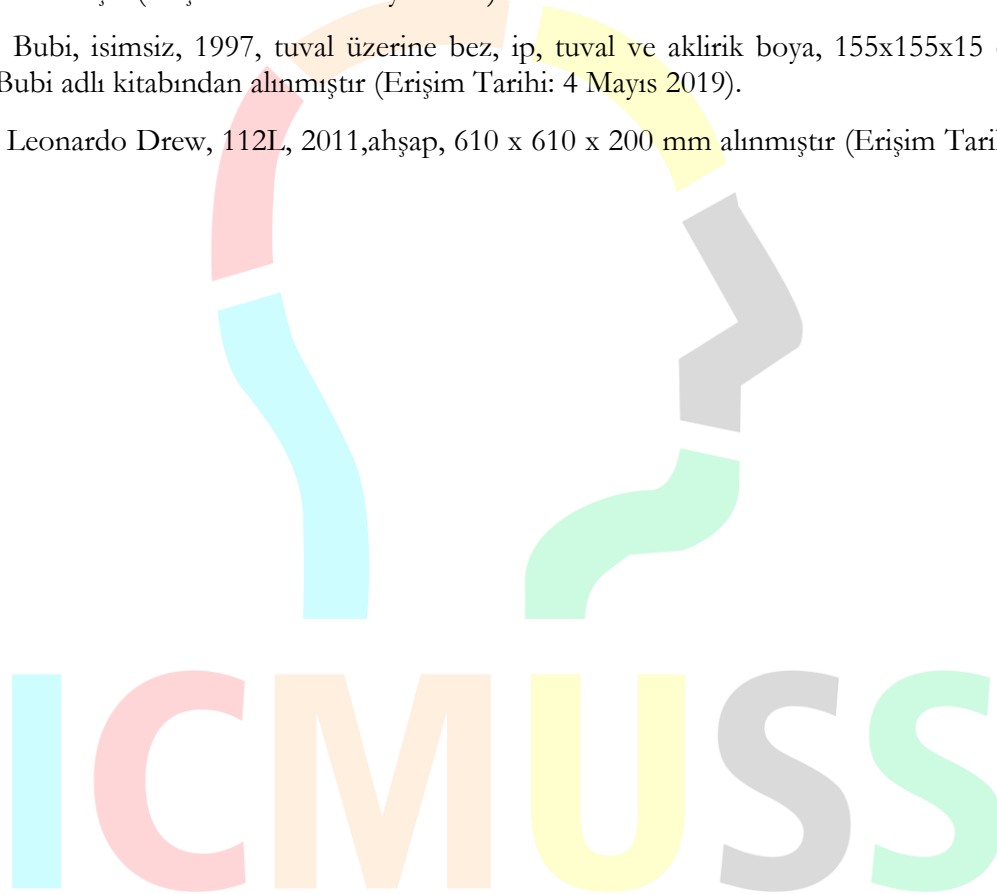 Bubi, isimsiz, 1997, tuval üzerine bez, ip, tuval ve aklirik boya, 155x155x15
Bubi adlı kitabından alınmıştır (Erişim Tarihi: 4 Mayıs 2019).
Leonardo Drew, 112L, 2011,ahşap, 610 x 610 x 200 mm alınmıştır (Erişim
ICMUSS